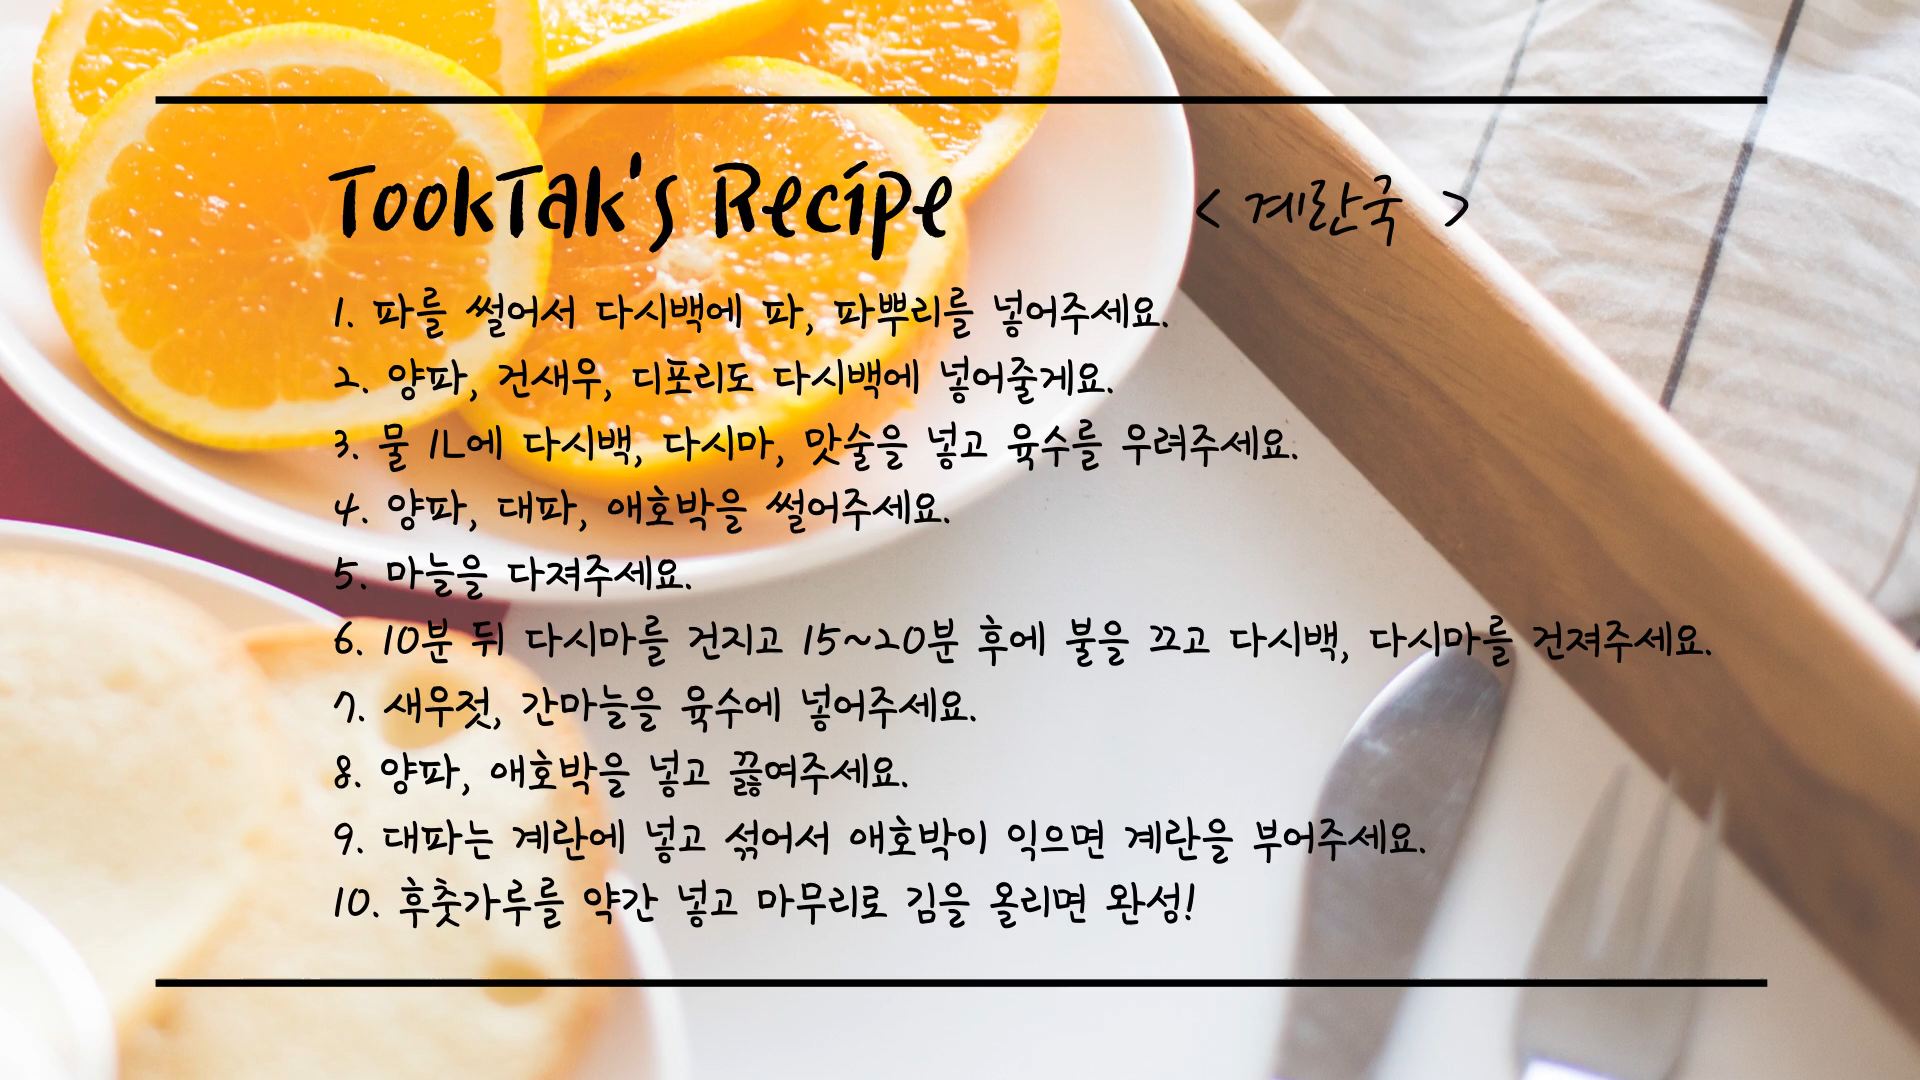 TookTak's Recipe < 계란국 >
1. 파를 썰어서 다시백에 파, 파뿌리를 넣어주세요.
2. 양파, 건새우, 디포리도 다시백에 넣어줄게요.
3. 물 1L에 다시백, 다시마, 맛술을 넣고 육수를 우려주세요.
4. 양파, 대파, 애호박을 썰어주세요.
5. 마늘을 다져주세요.
6. 10분 뒤 다시마를 건지고 15~20분 후에 불을 끄고 다시백, 다시마를 건져주세요.
7. 새우젓, 간마늘을 육수에 넣어주세요.
8. 양파, 애호박을 넣고 끓여주세요.
9. 대파는 계란에 넣고 섞어서 애호박이 익으면 계란을 부어주세요.
10. 후춧가루를 약간 넣고 마무리로 김을 올리면 완성!